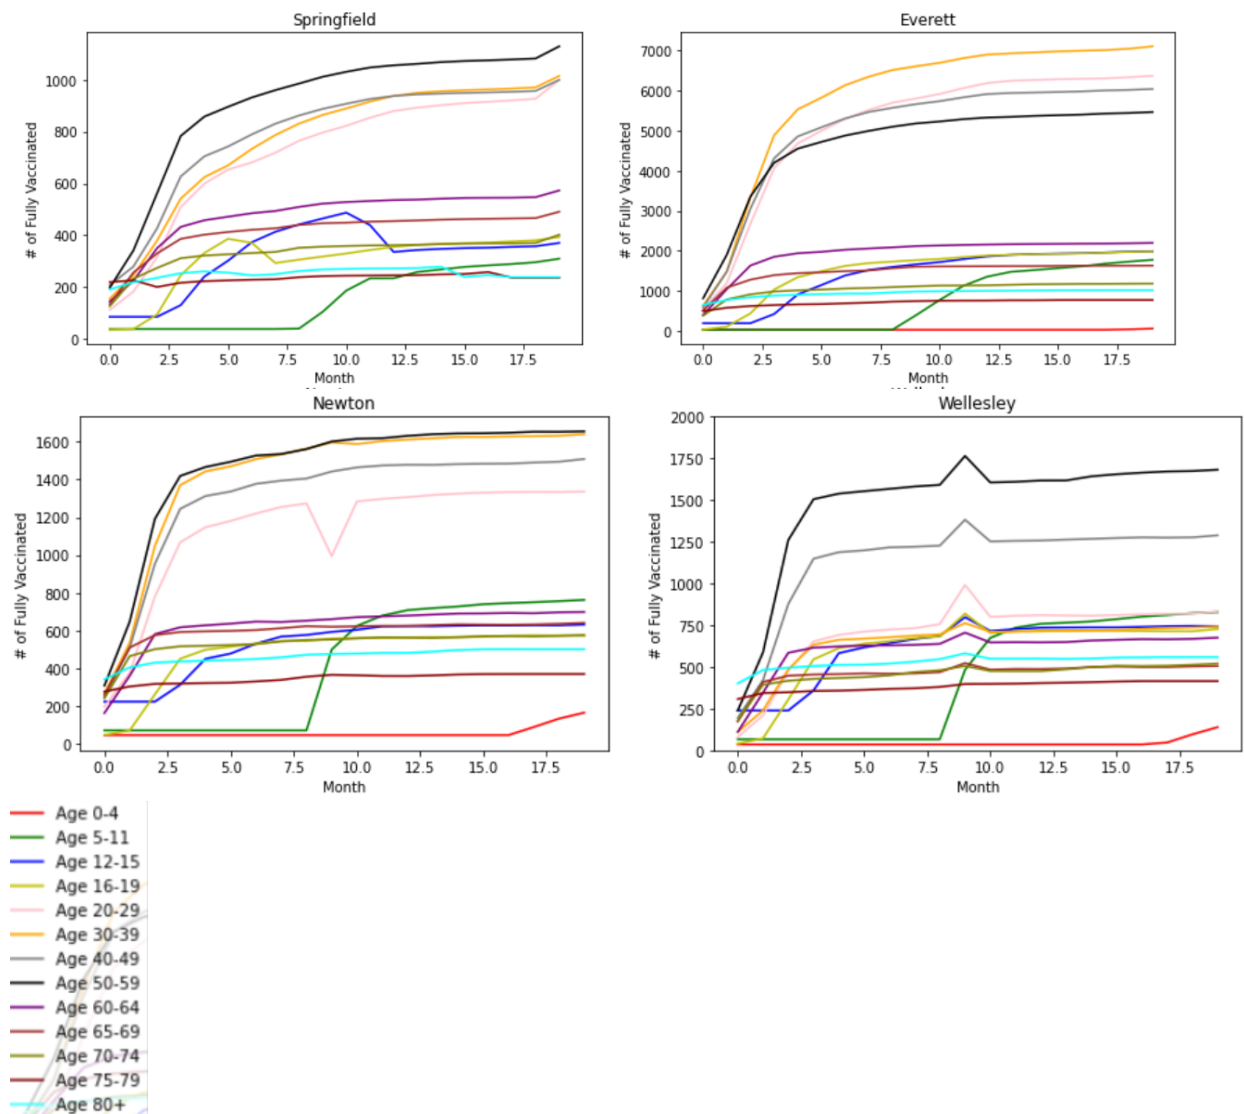 Springfield
# of Fully Vaccinated
1000
800
600
400
200
0
0.0 2.5 5.0 7.5 10.0 12.5 15.0 17.5
Month
Everett
# of Fully Vaccinated
7000
6000
5000
4000
3000
2000
1000
0
0.0 2.5 5.0 7.5 10.0 12.5 15.0 17.5
Month
Newton
# of Fully Vaccinated
1600
1400
1200
1000
800
600
400
200
0
0.0 2.5 5.0 7.5 10.0 12.5 15.0 17.5
Month
Wellesley
# of Fully Vaccinated
2000
1750
1500
1250
1000
750
500
250
0
0.0 2.5 5.0 7.5 10.0 12.5 15.0 17.5
Month
Age 0-4
Age 5-11
Age 12-15
Age 16-19
Age 20-29
Age 30-39
Age 40-49
Age 50-59
Age 60-64
Age 65-69
Age 70-74
Age 75-79
Age 80+